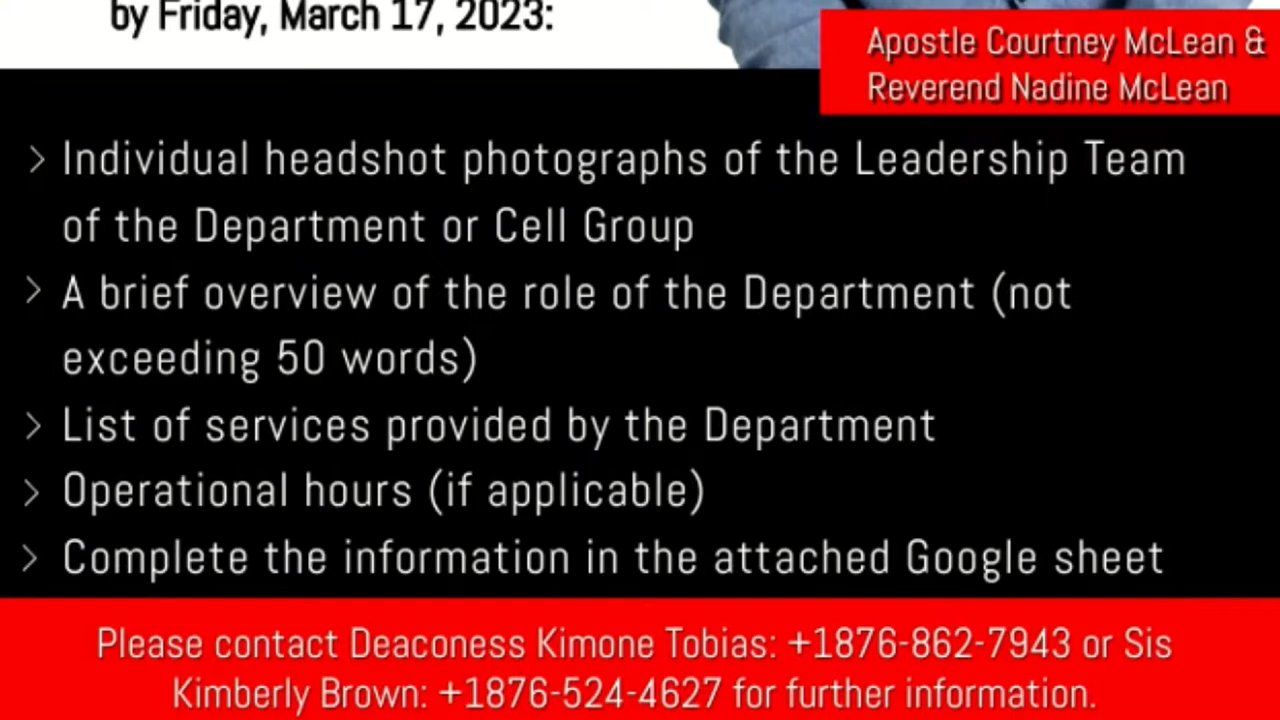 by Friday, March 17, 2023:
Apostle Courtney McLean &
Reverend Nadine McLean
> Individual headshot photographs of the Leadership Team
of the Department or Cell Group
> A brief overview of the role of the Department (not
exceeding 50 words)
> List of services provided by the Department
> Operational hours (if applicable)
> Complete the information in the attached Google sheet
Please contact Deaconess Kimone Tobias: +1876-862-7943 or Sis
Kimberly Brown: +1876-524-4627 for further information.